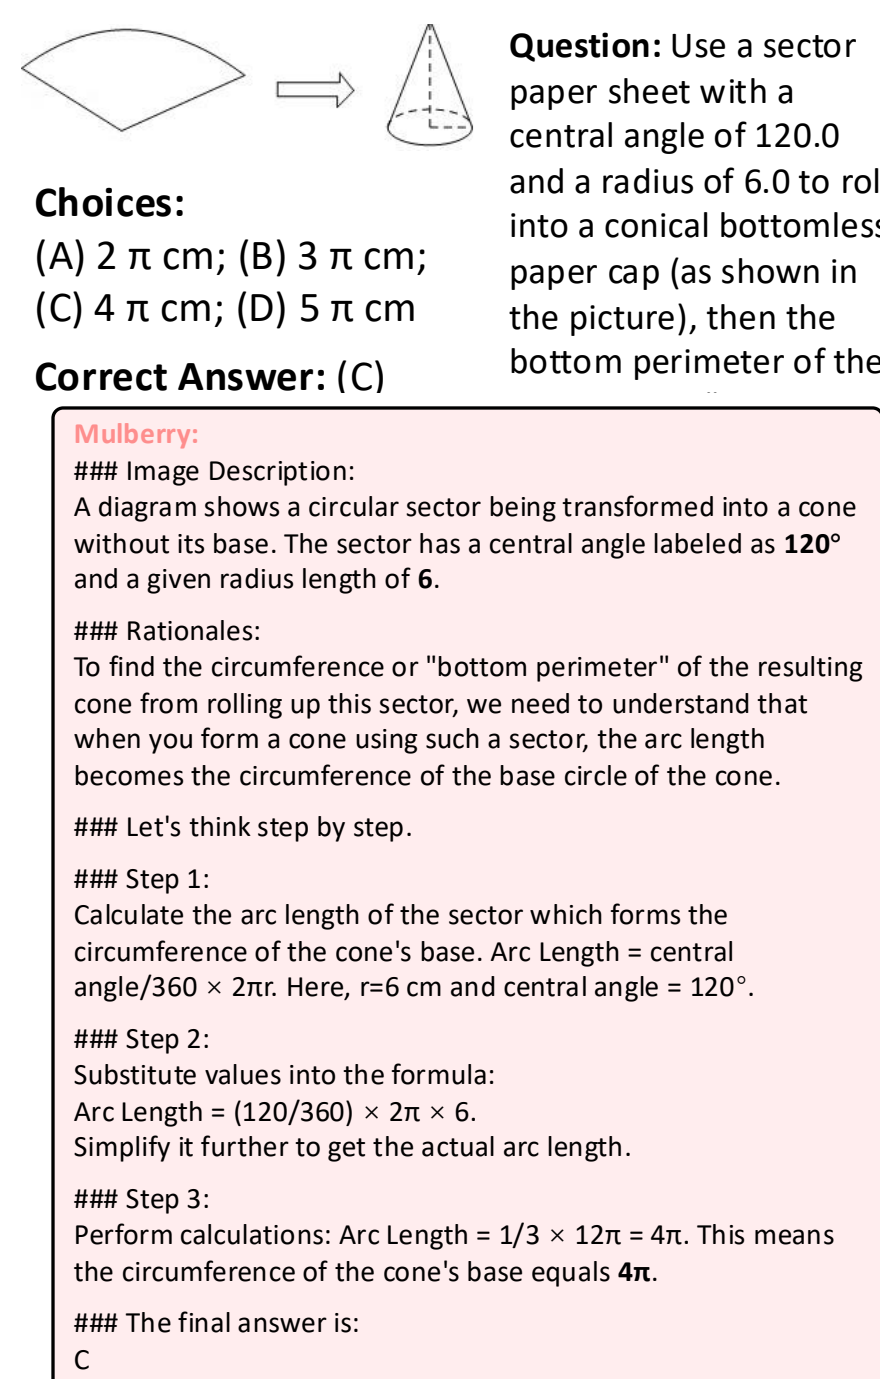 Question: Use a sector
paper sheet with a
central angle of 120.0
and a radius of 6.0 to rol
into a conical bottomless
paper cap (as shown in
the picture), then the
bottom perimeter of the
Choices:
(A) 2 π cm; (B) 3 π cm;
(C) 4 π cm; (D) 5 π cm
Correct Answer: (C)
Mulberry:
### Image Description:
A diagram shows a circular sector being transformed into a cone
without its base. The sector has a central angle labeled as 120°
and a given radius length of 6.
### Rationales:
To find the circumference or "bottom perimeter" of the resulting
cone from rolling up this sector, we need to understand that
when you form a cone using such a sector, the arc length
becomes the circumference of the base circle of the cone.
### Let's think step by step.
### Step 1:
Calculate the arc length of the sector which forms the
circumference of the cone's base. Arc Length = central
angle/360 × 2πr. Here, r=6 cm and central angle = 120°.
### Step 2:
Substitute values into the formula:
Arc Length = (120/360) × 2π × 6.
Simplify it further to get the actual arc length.
### Step 3:
Perform calculations: Arc Length = 1/3 × 12π = 4π. This means
the circumference of the cone's base equals 4π.
### The final answer is:
C